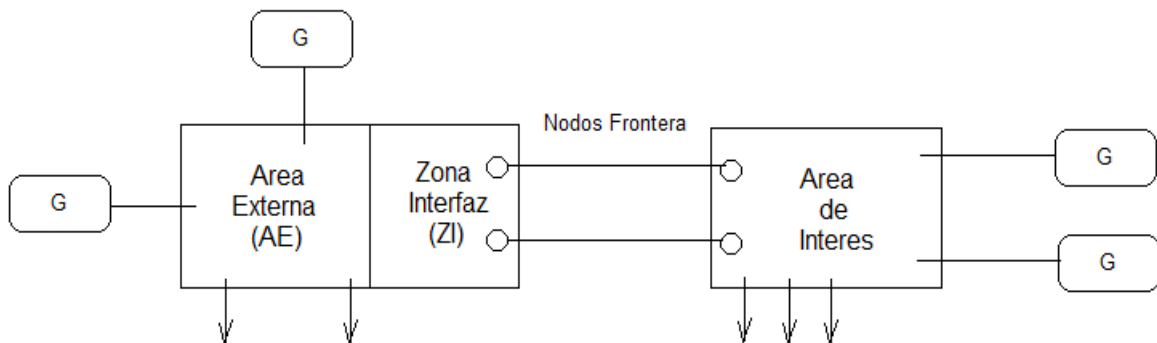 G
Nodos Frontera
G
Area
Externa
(AE)
Zona
Interfaz
(ZI)
Area
de
Interes
G
G